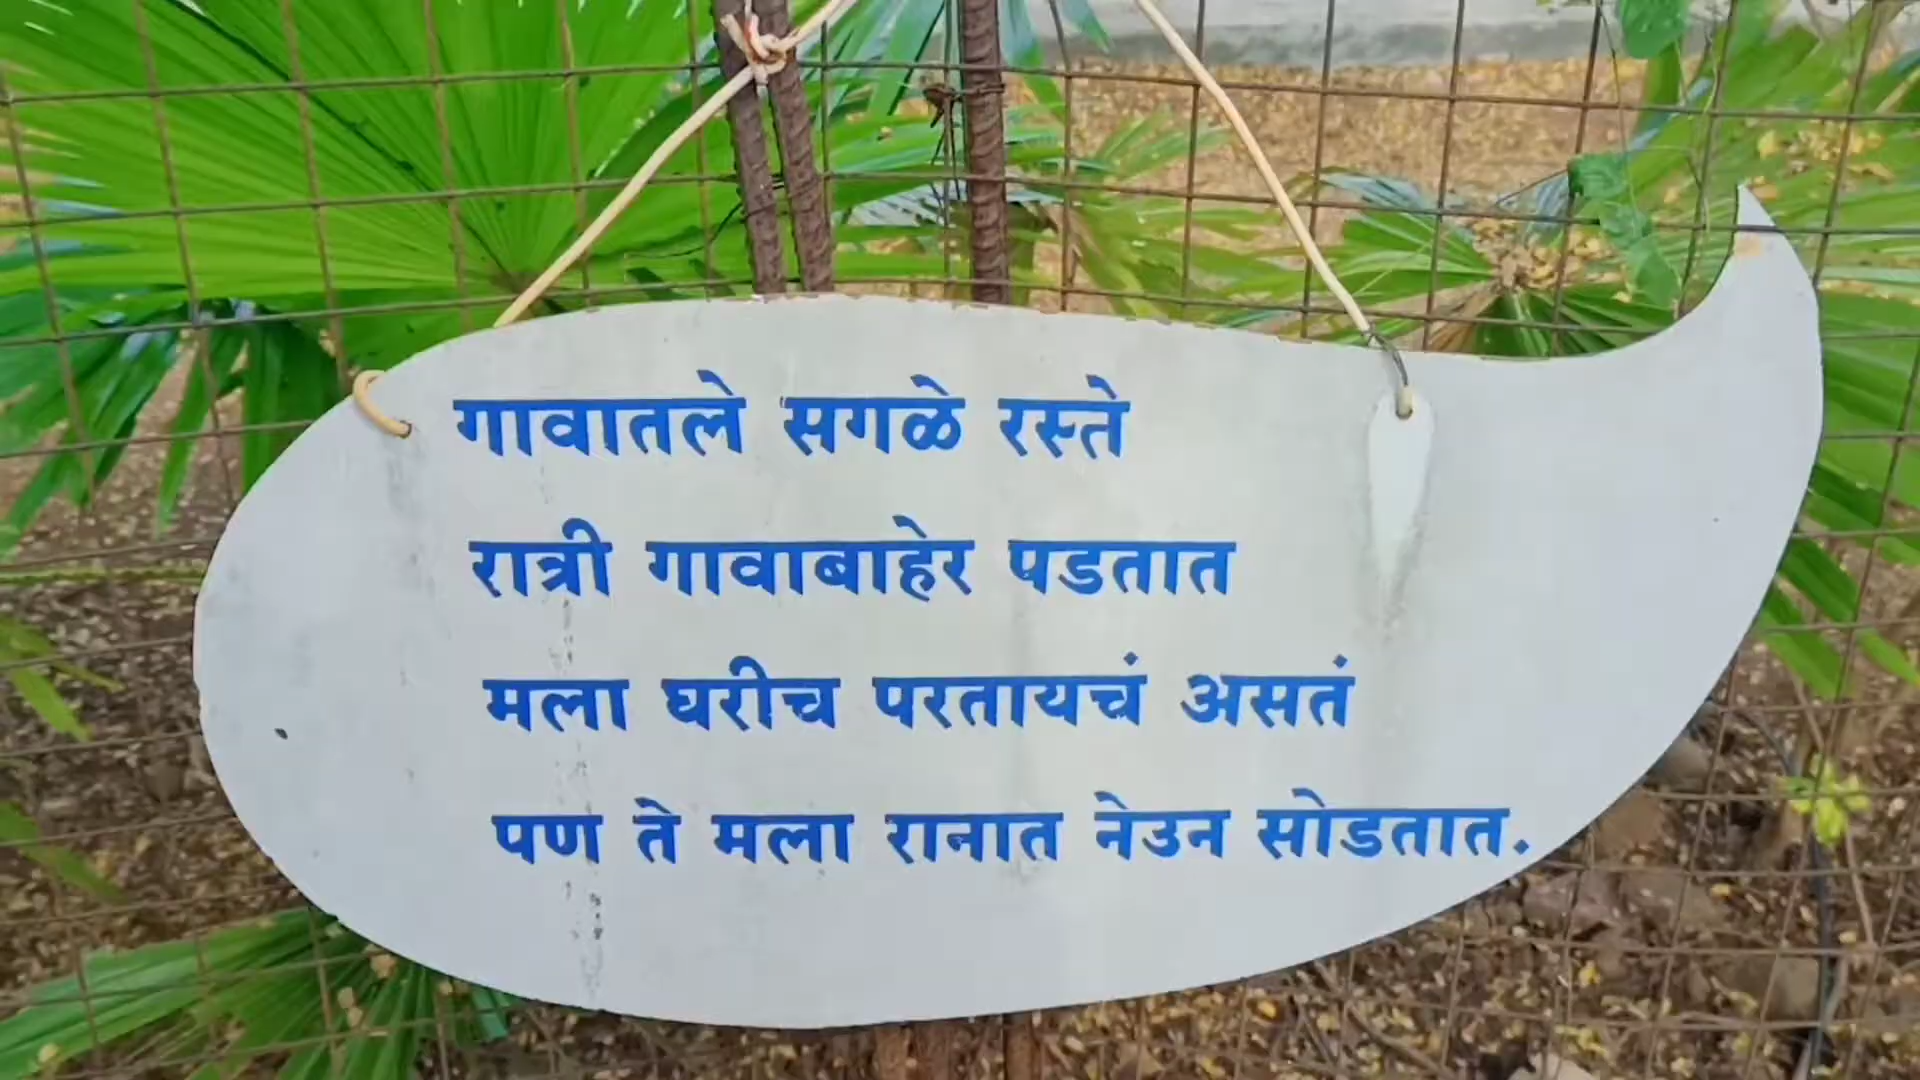 गावातले सगळे रस्ते
रात्री गावाबाहेर पडतात
मला घरीच परतायचं असतं
पण ते मला रानात नेउन सोडतात.